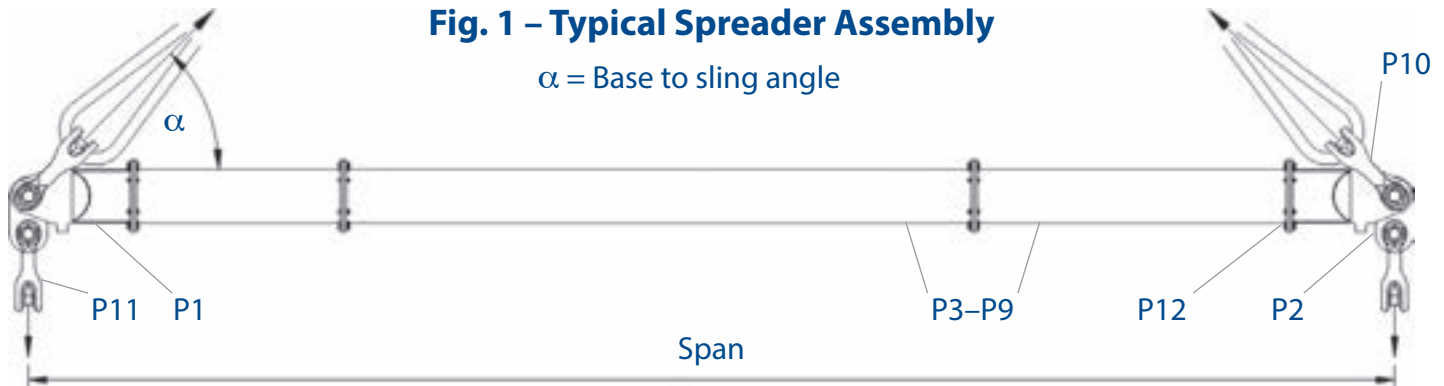 Fig. 1 – Typical Spreader Assembly
α = Base to sling angle
P10
α
P11 P1 P3–P9 P12 P2
Span